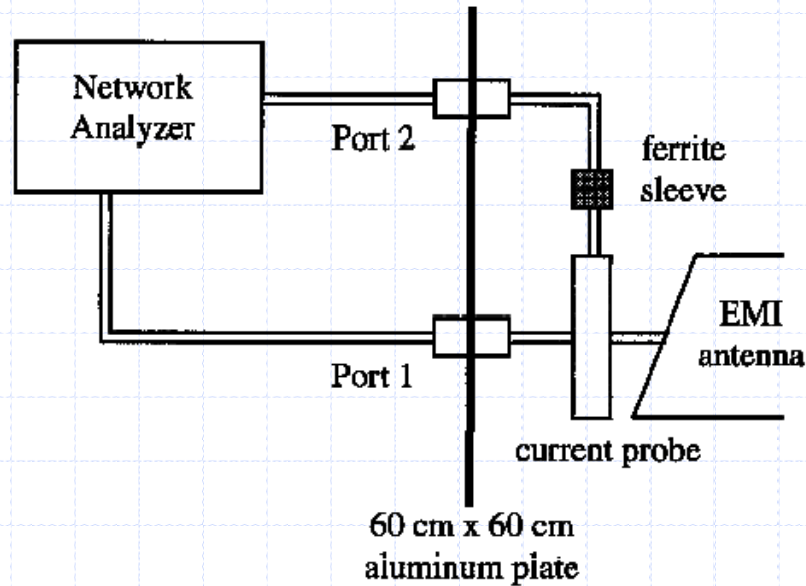 Network
Analyzer
Port 2
ferrite
sleeve
EMI
antenna
Port 1
current probe
60 cm x 60 cm
aluminum plate